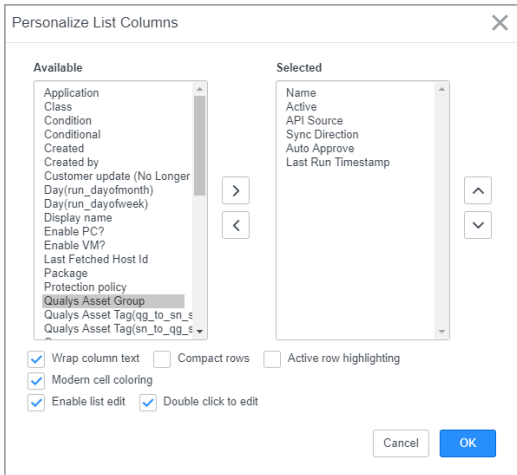 Personalize List Columns
Available
Application
Class
Condition
Conditional
Created
Created by
Customer update (No Longer
Day(run_dayofmonth)
Day(run_dayofweek)
Display name
Enable PC?
Enable VM?
Last Fetched Host Id
Package
Protection policy
Qualys Asset Group
Qualys Asset Tag(qg_to_sn_s
Qualys Asset Tag(sn_to_qg_s
Selected
Name
Active
API Source
Sync Direction
Auto Approve
Last Run Timestamp
Wrap column text Compact rows Active row highlighting
Modern cell coloring
Enable list edit Double click to edit
Cancel OK